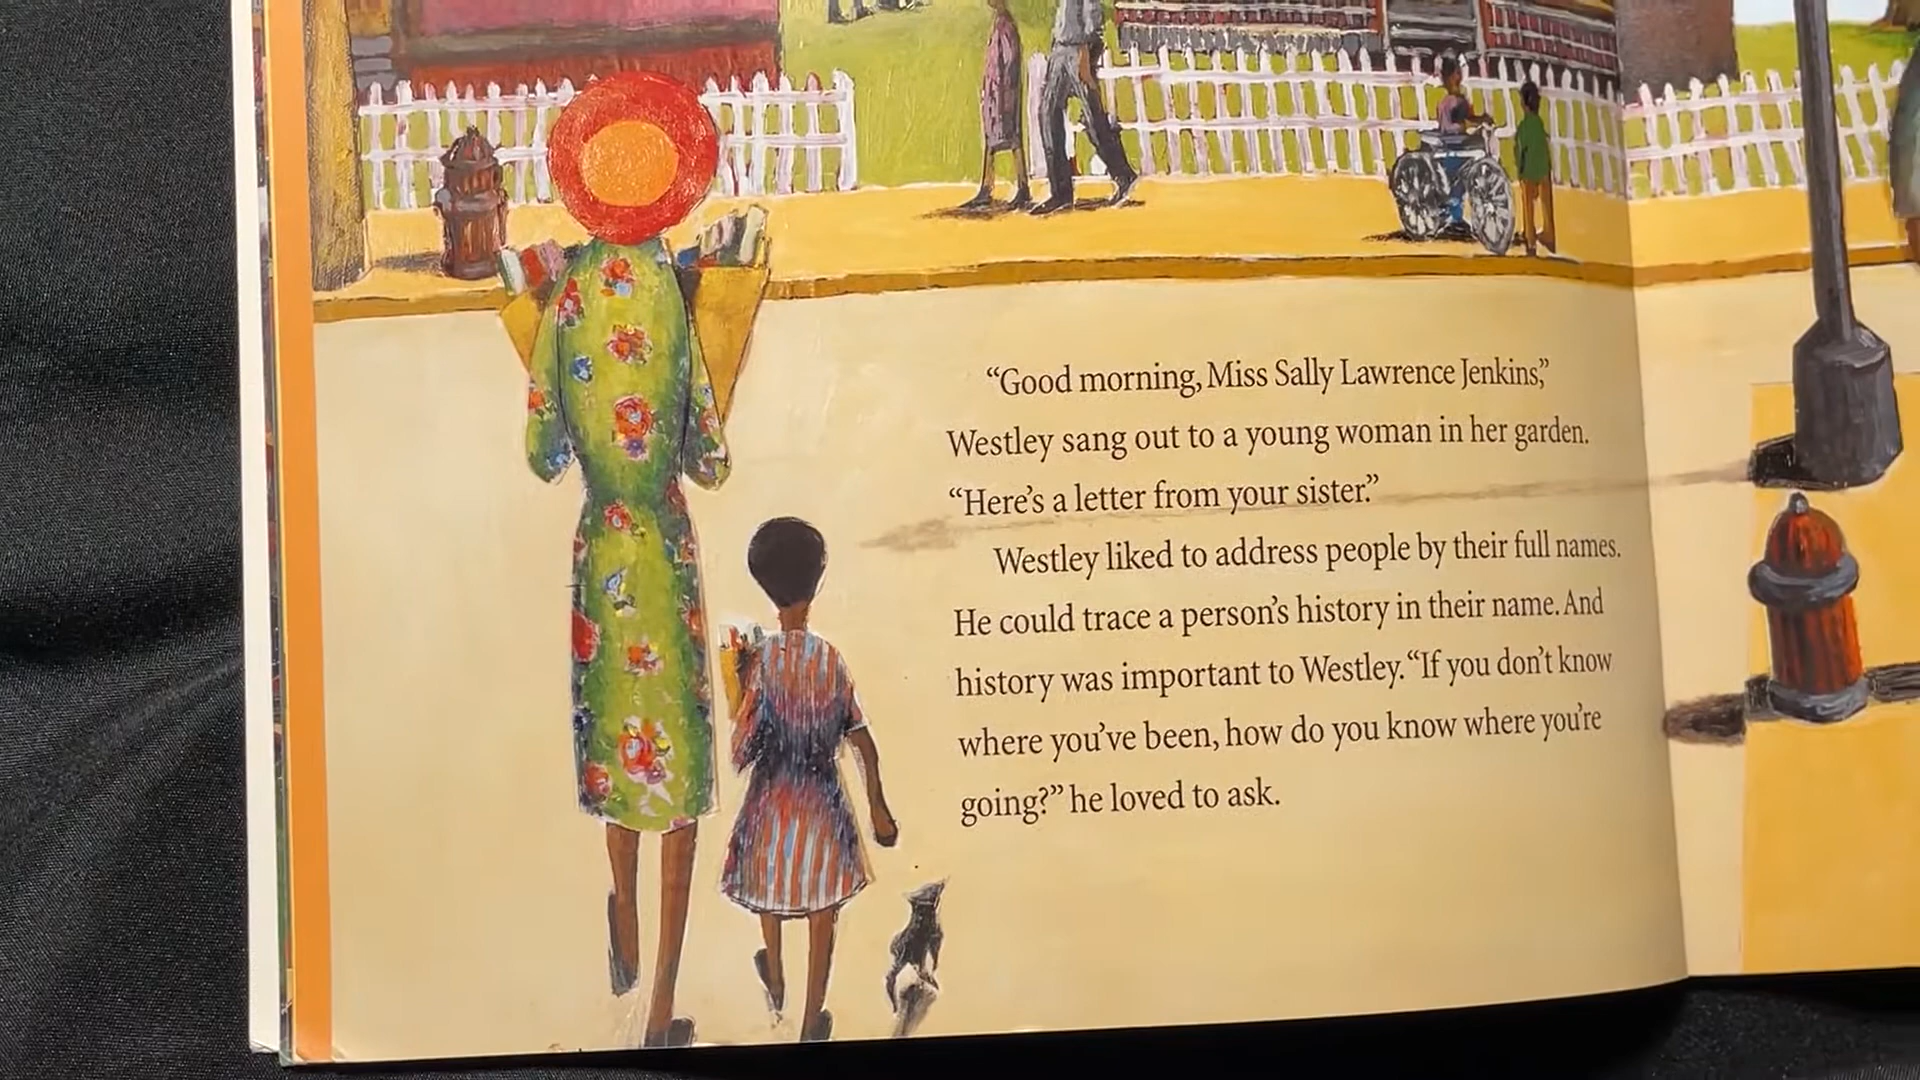 “Good morning, Miss Sally Lawrence Jenkins,”
Westley sang out to a young woman in her garden.
“Here’s a letter from your sister.”
Westley liked to address people by their full names.
He could trace a person’s history in their name. And
history was important to Westley. “If you don’t know
where you’ve been, how do you know where you’re
going?” he loved to ask.